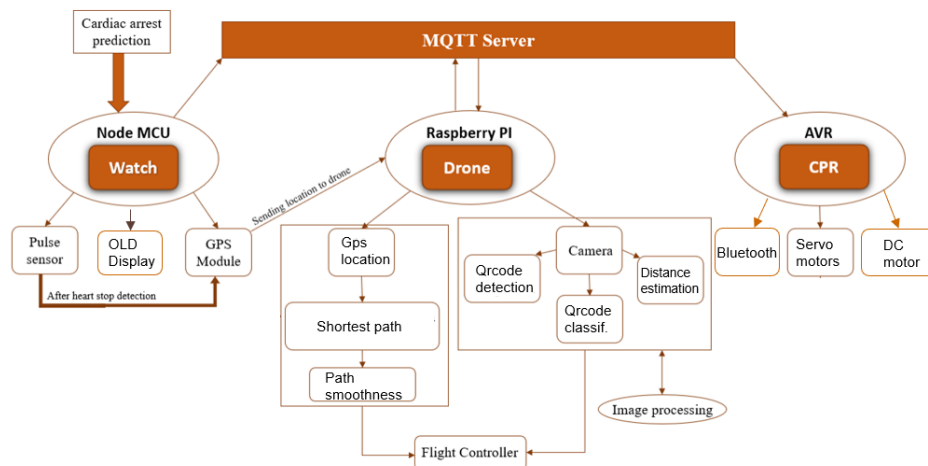 Cardiac arrest
prediction
MQTT Server
Node MCU
Watch
Raspberry PI
Drone
AVR
CPR
Sending location to drone
Pulse
sensor
OLD
Display
GPS
Module
After heart stop detection
Gps
location
Shortest path
Path
smoothness
Camera
Qrcode
detection
Qrcode
classif.
Distance
estimation
Bluetooth
Servo
motors
DC
motor
Image processing
Flight Controller